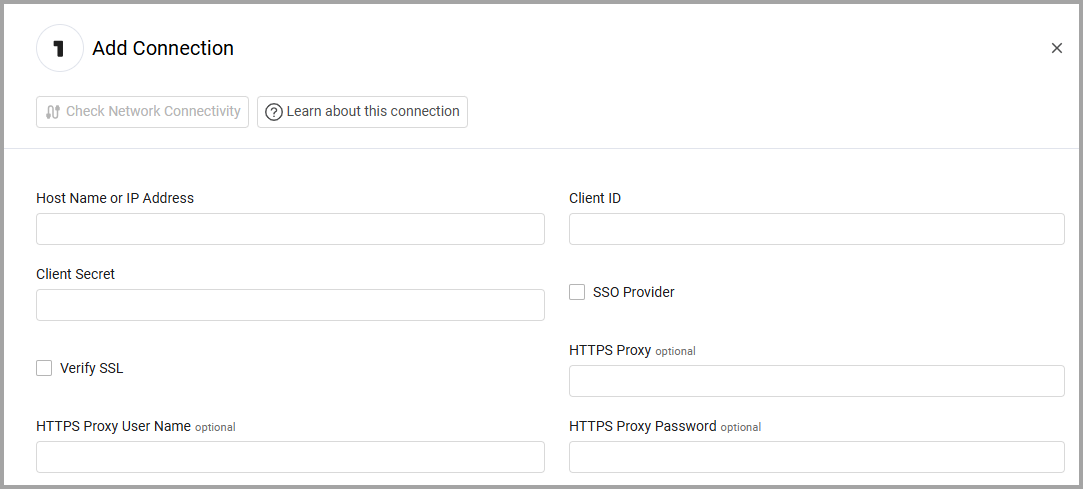 1 Add Connection
Check Network Connectivity
Learn about this connection
Host Name or IP Address
Client ID
Client Secret
SSO Provider
Verify SSL
HTTPS Proxy optional
HTTPS Proxy User Name optional
HTTPS Proxy Password optional